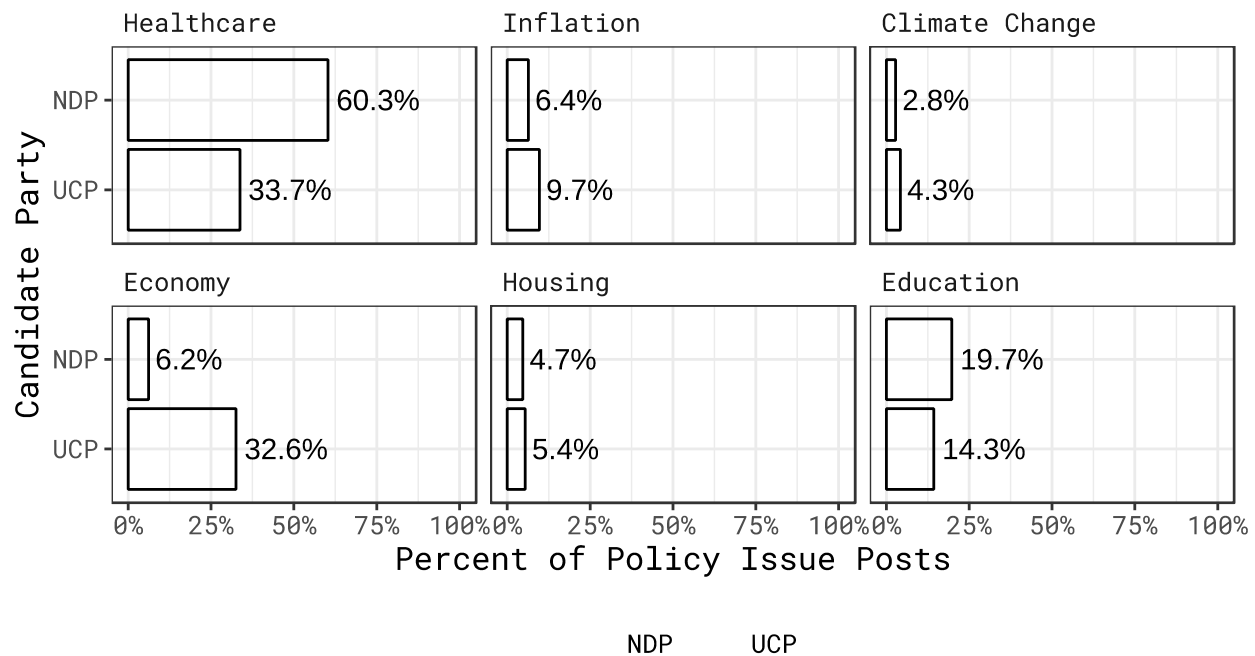 Healthcare Inflation Climate Change
NDP 60.3% 6.4% 2.8%
UCP 33.7% 9.7% 4.3%
Candidate Party
Economy Housing Education
NDP 6.2% 4.7% 19.7%
UCP 32.6% 5.4% 14.3%
0% 25% 50% 75% 100% 0% 25% 50% 75% 100% 0% 25% 50% 75% 100%
Percent of Policy Issue Posts
NDP UCP